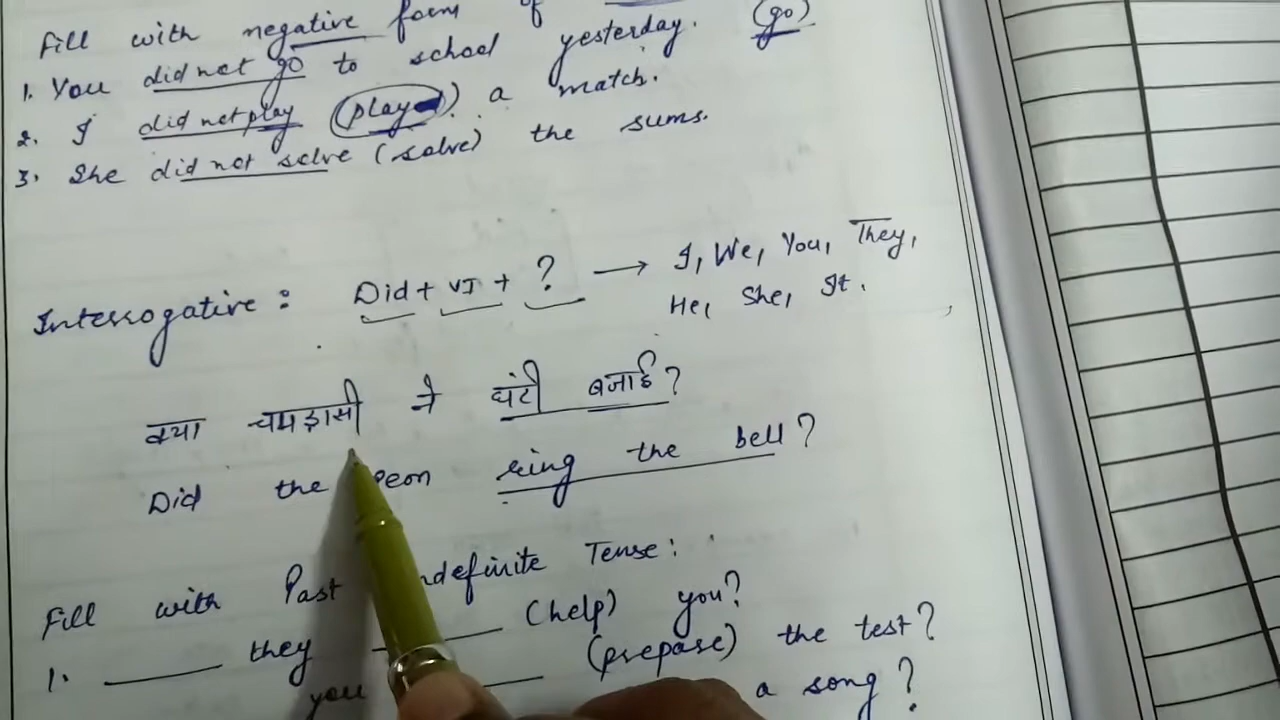 Fill with negative form of
1. You did not go to school yesterday. (go)
2. I did not play (play) a match.
3. She did not solve (solve) the sums.
Interrogative : Did + VI + ? → I, We, You, They,
He, She, It.
क्या चपड़ासी ने घंटी बजाई?
Did the peon ring the bell?
Fill with Past Indefinite Tense:
1. ______ they ______ (help) you?
you ______ (prepare) the test?
a song?